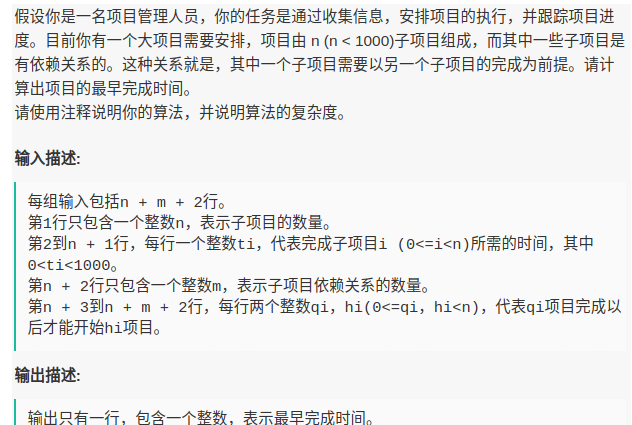 假设你是一名项目管理人员，你的任务是通过收集信息，安排项目的执行，并跟踪项目进
度。目前你有一个大项目需要安排，项目由 n (n < 1000)子项目组成，而其中一些子项目是
有依赖关系的。这种关系就是，其中一个子项目需要以另一个子项目的完成为前提。请计
算出项目的最早完成时间。
请使用注释说明你的算法，并说明算法的复杂度。
输入描述:
每组输入包括n + m + 2行。
第1行只包含一个整数n，表示子项目的数量。
第2到n + 1行，每行一个整数ti，代表完成子项目i (0<=i<n)所需的时间，其中
0<ti<1000。
第n + 2行只包含一个整数m，表示子项目依赖关系的数量。
第n + 3到n + m + 2行，每行两个整数qi，hi(0<=qi，hi<n)，代表qi项目完成以
后才能开始hi项目。
输出描述:
输出只有一行，包含一个整数，表示最早完成时间。